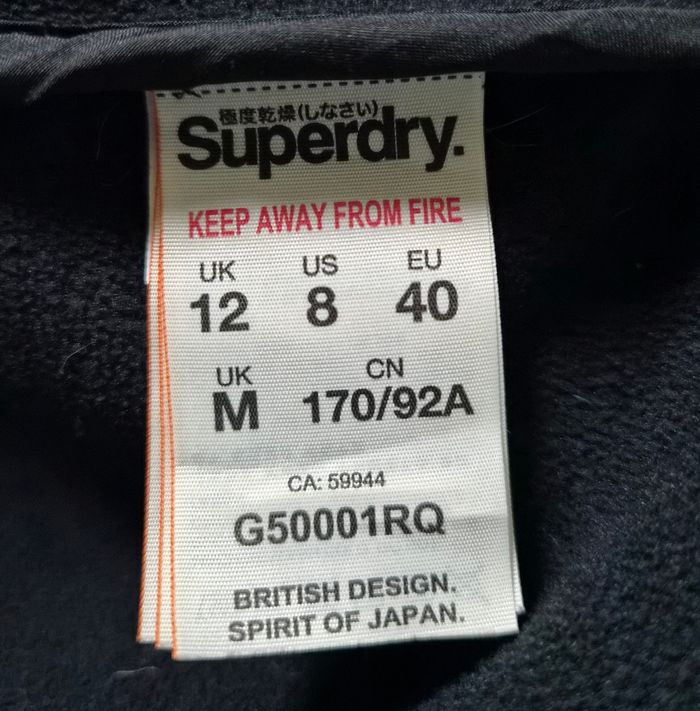 極度乾燥(しなさい)
Superdry.
KEEP AWAY FROM FIRE
UK US EU
12 8 40
UK CN
M 170/92A
CA: 59944
G50001RQ
BRITISH DESIGN.
SPIRIT OF JAPAN.